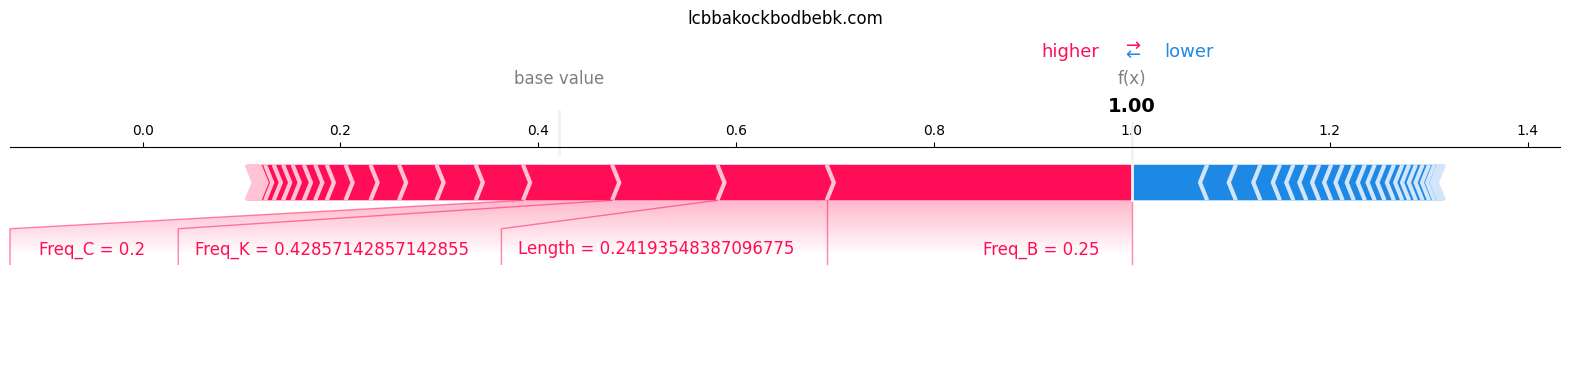 lcbbakockbodbebk.com
higher ⇄ lower
base value f(x)
1.00
0.0 0.2 0.4 0.6 0.8 1.0 1.2 1.4
Freq_C = 0.2 Freq_K = 0.42857142857142855 Length = 0.24193548387096775 Freq_B = 0.25